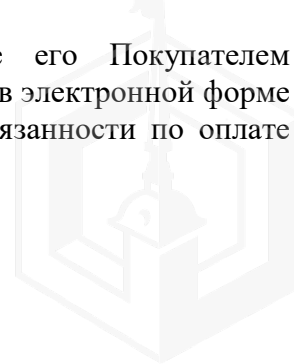 его Покупателем
в электронной форме
язанности по оплате